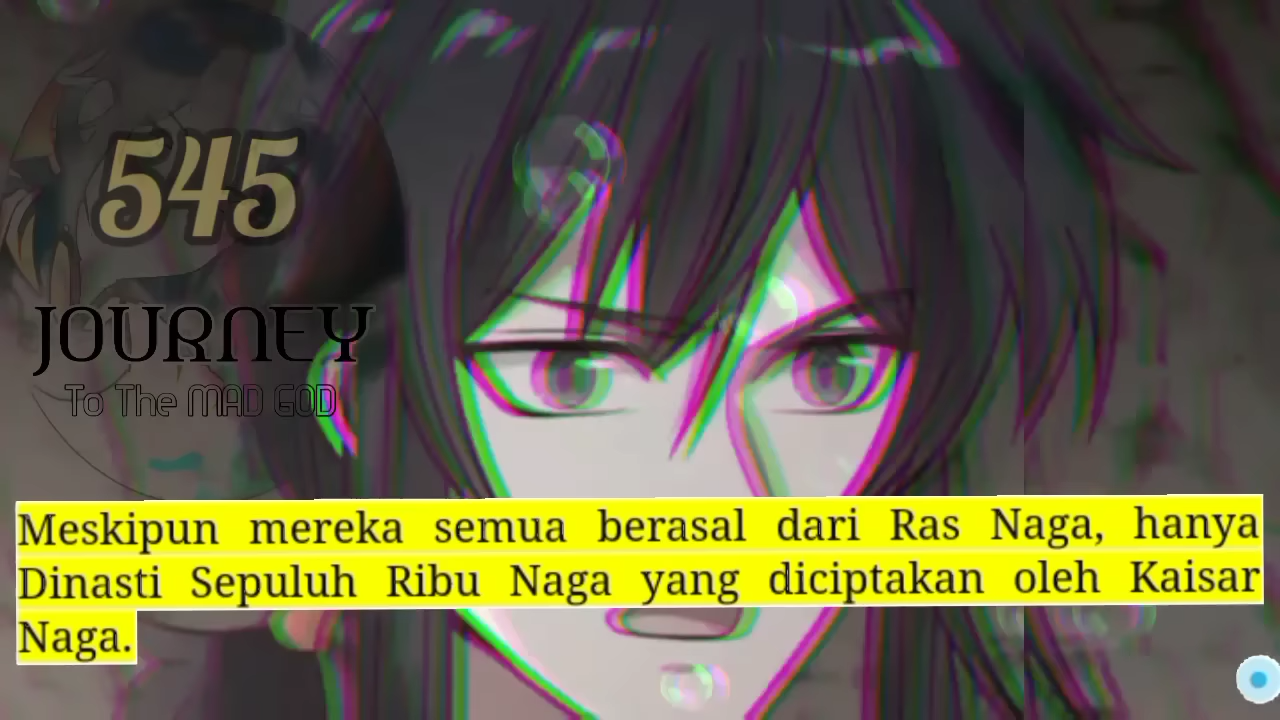 545
JOURNEY
To The MAD GOD
Meskipun mereka semua berasal dari Ras Naga, hanya
Dinasti Sepuluh Ribu Naga yang diciptakan oleh Kaisar
Naga.